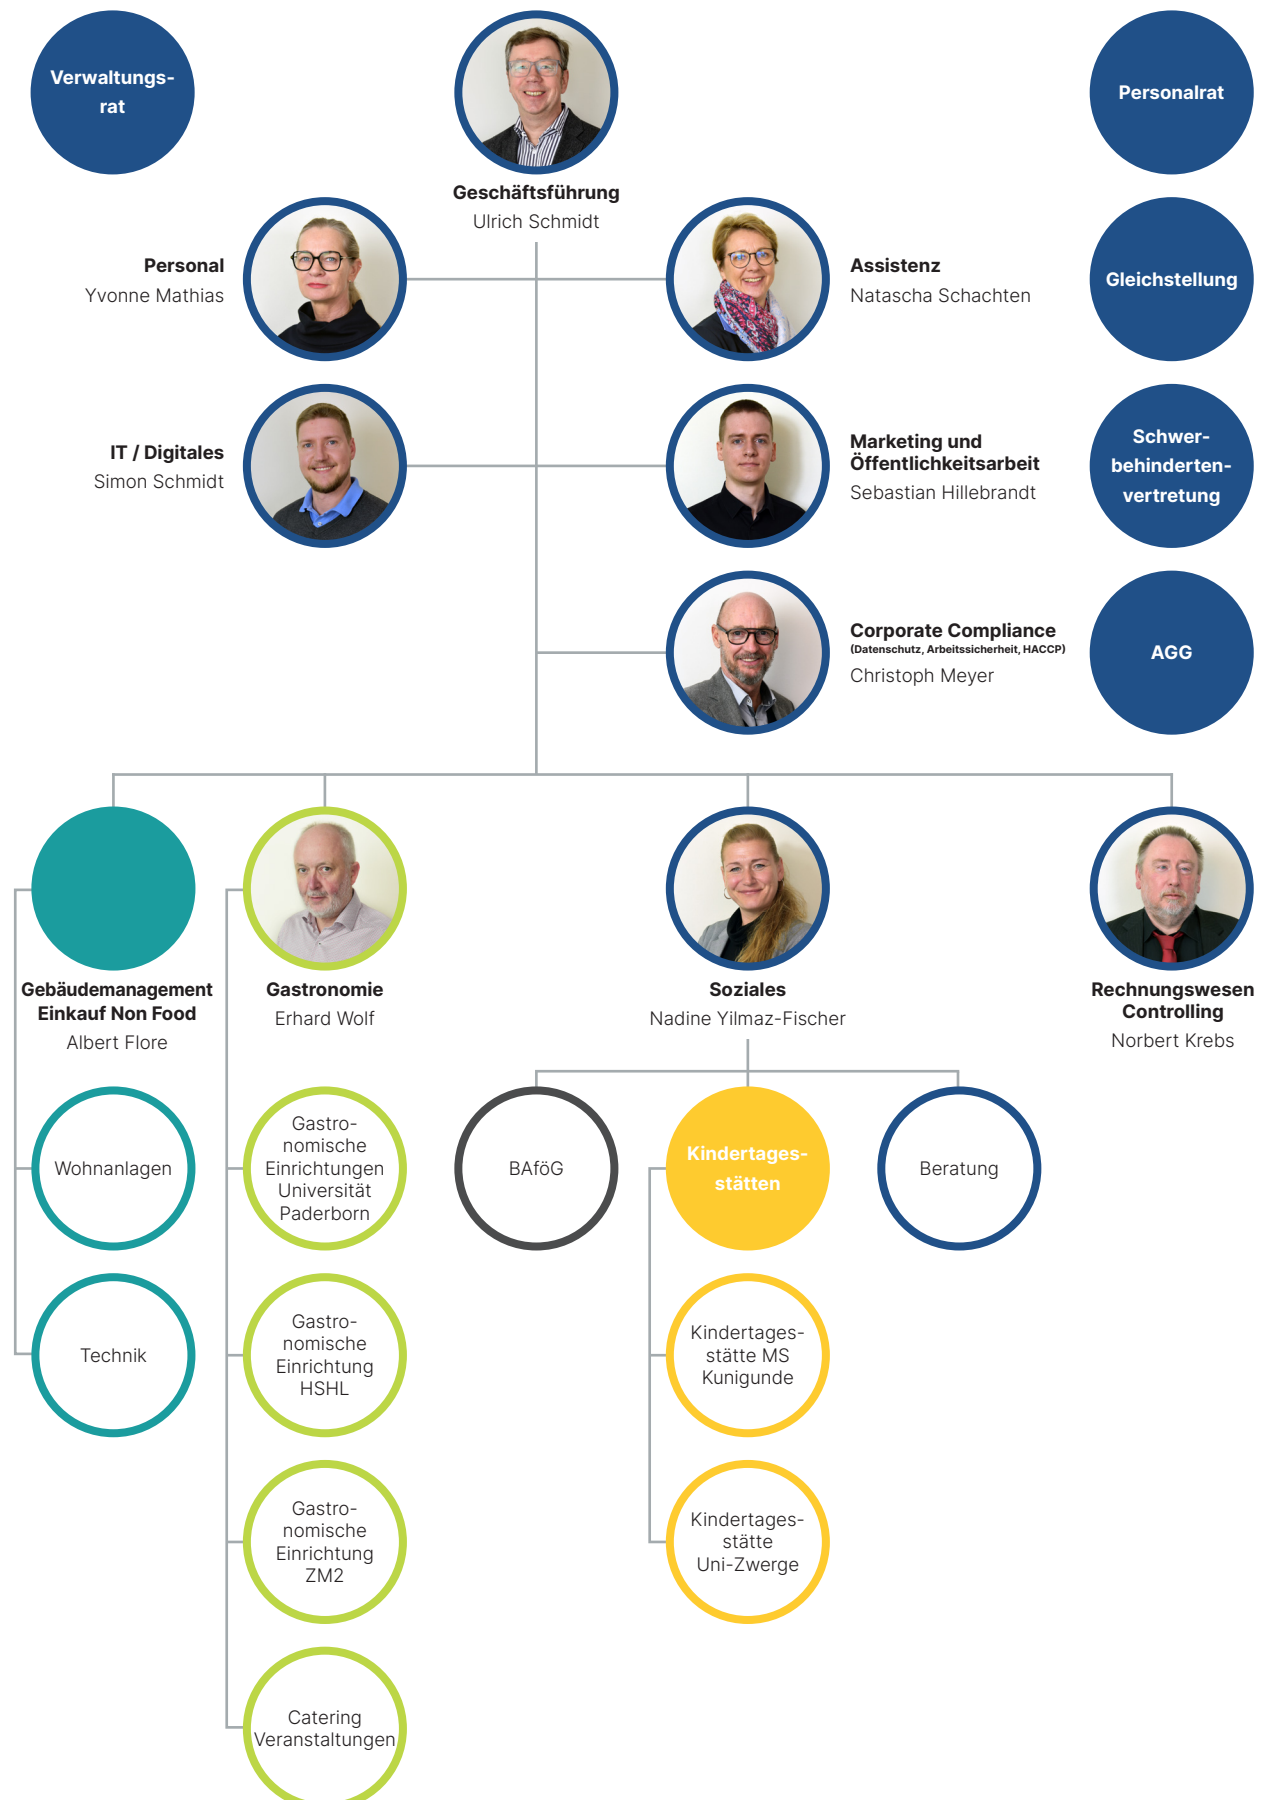 Verwaltungs-
rat
Geschäftsführung
Ulrich Schmidt
Personalrat
Personal
Yvonne Mathias
Assistenz
Natascha Schachten
Gleichstellung
IT / Digitales
Simon Schmidt
Marketing und
Öffentlichkeitsarbeit
Sebastian Hillebrandt
Schwer-
behinderten-
vertretung
Corporate Compliance
(Datenschutz, Arbeitssicherheit, HACCP)
Christoph Meyer
AGG
Gebäudemanagement
Einkauf Non Food
Albert Flore
Gastronomie
Erhard Wolf
Soziales
Nadine Yilmaz-Fischer
Rechnungswesen
Controlling
Norbert Krebs
Wohnanlagen
Gastro-
nomische
Einrichtungen
Universität
Paderborn
BAföG
Kindertages-
stätten
Beratung
Technik
Gastro-
nomische
Einrichtung
HSHL
Kindertages-
stätte MS
Kunigunde
Gastro-
nomische
Einrichtung
ZM2
Kindertages-
stätte
Uni-Zwerge
Catering
Veranstaltungen